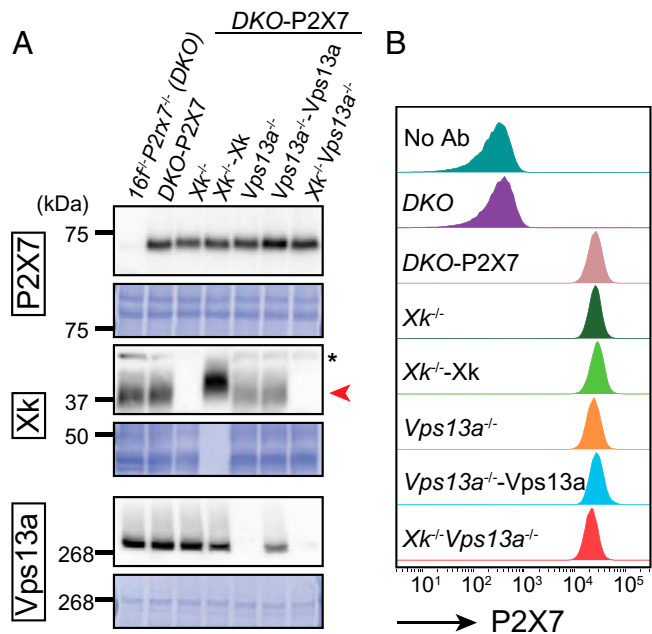 A
DKO-P2X7
16f⁻/⁻P2rx7⁻/⁻ (DKO)
DKO-P2X7
Xk⁻/⁻
Xk⁻/⁻-Xk
Vps13a⁻/⁻
Vps13a⁻/⁻-Vps13a
Xk⁻/⁻Vps13a⁻/⁻
(kDa)
P2X7
75
75
Xk
*
37
50
Vps13a
268
268
B
No Ab
DKO
DKO-P2X7
Xk⁻/⁻
Xk⁻/⁻-Xk
Vps13a⁻/⁻
Vps13a⁻/⁻-Vps13a
Xk⁻/⁻Vps13a⁻/⁻
10¹ 10² 10³ 10⁴ 10⁵
P2X7